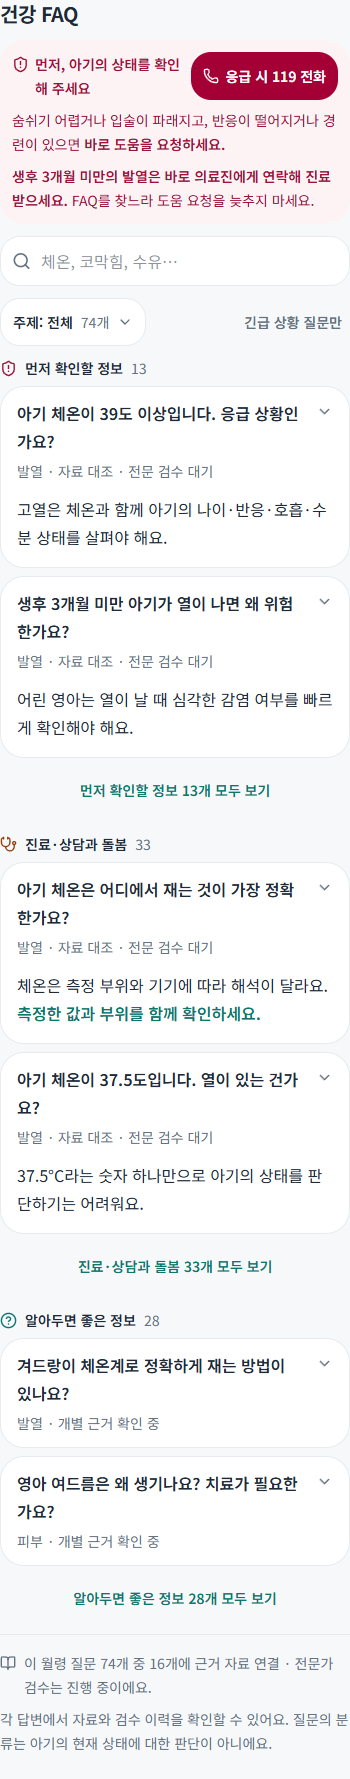 건강 FAQ
먼저, 아기의 상태를 확인
해 주세요
응급 시 119 전화
숨쉬기 어렵거나 입술이 파래지고, 반응이 떨어지거나 경
련이 있으면 바로 도움을 요청하세요.
생후 3개월 미만의 발열은 바로 의료진에게 연락해 진료
받으세요. FAQ를 찾느라 도움 요청을 늦추지 마세요.
체온, 코막힘, 수유…
주제: 전체 74개
긴급 상황 질문만
먼저 확인할 정보 13
아기 체온이 39도 이상입니다. 응급 상황인
가요?
발열 · 자료 대조 · 전문 검수 대기
고열은 체온과 함께 아기의 나이·반응·호흡·수
분 상태를 살펴야 해요.
생후 3개월 미만 아기가 열이 나면 왜 위험
한가요?
발열 · 자료 대조 · 전문 검수 대기
어린 영아는 열이 날 때 심각한 감염 여부를 빠르
게 확인해야 해요.
먼저 확인할 정보 13개 모두 보기
진료·상담과 돌봄 33
아기 체온은 어디에서 재는 것이 가장 정확
한가요?
발열 · 자료 대조 · 전문 검수 대기
체온은 측정 부위와 기기에 따라 해석이 달라요.
측정한 값과 부위를 함께 확인하세요.
아기 체온이 37.5도입니다. 열이 있는 건가
요?
발열 · 자료 대조 · 전문 검수 대기
37.5°C라는 숫자 하나만으로 아기의 상태를 판
단하기는 어려워요.
진료·상담과 돌봄 33개 모두 보기
알아두면 좋은 정보 28
겨드랑이 체온계로 정확하게 재는 방법이
있나요?
발열 · 개별 근거 확인 중
영아 여드름은 왜 생기나요? 치료가 필요한
가요?
피부 · 개별 근거 확인 중
알아두면 좋은 정보 28개 모두 보기
이 월령 질문 74개 중 16개에 근거 자료 연결 · 전문가
검수는 진행 중이에요.
각 답변에서 자료와 검수 이력을 확인할 수 있어요. 질문의 분
류는 아기의 현재 상태에 대한 판단이 아니에요.